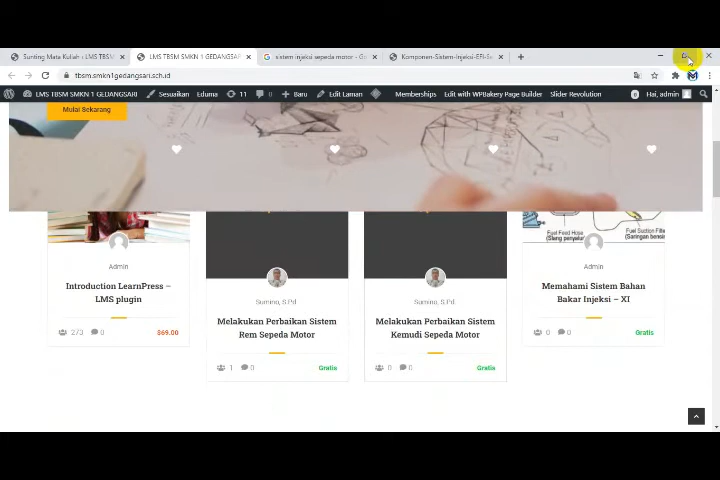 Sunting Mata Kuliah ‹ LMS TBSM
LMS TBSM SMKN 1 GEDANGSARI
sistem injeksi sepeda motor - Go
Komponen-Sistem-Injeksi-EFI-Se
tbsm.smkn1gedangsari.sch.id
LMS TBSM SMKN 1 GEDANGSARI Sesuaikan Eduma 11 0 Baru Edit Laman Memberships Edit with WPBakery Page Builder Slider Revolution 0 Hai, admin
Mulai Sekarang
Fuel Feed Hose
(Slang penyalur
Fuel Suction Filter
(Saringan bensin
Admin
Introduction LearnPress –
LMS plugin
273 0 $69.00
Sumino, S.Pd
Melakukan Perbaikan Sistem
Rem Sepeda Motor
1 0 Gratis
Sumino, S.Pd
Melakukan Perbaikan Sistem
Kemudi Sepeda Motor
0 0 Gratis
Admin
Memahami Sistem Bahan
Bakar Injeksi – XI
0 0 Gratis